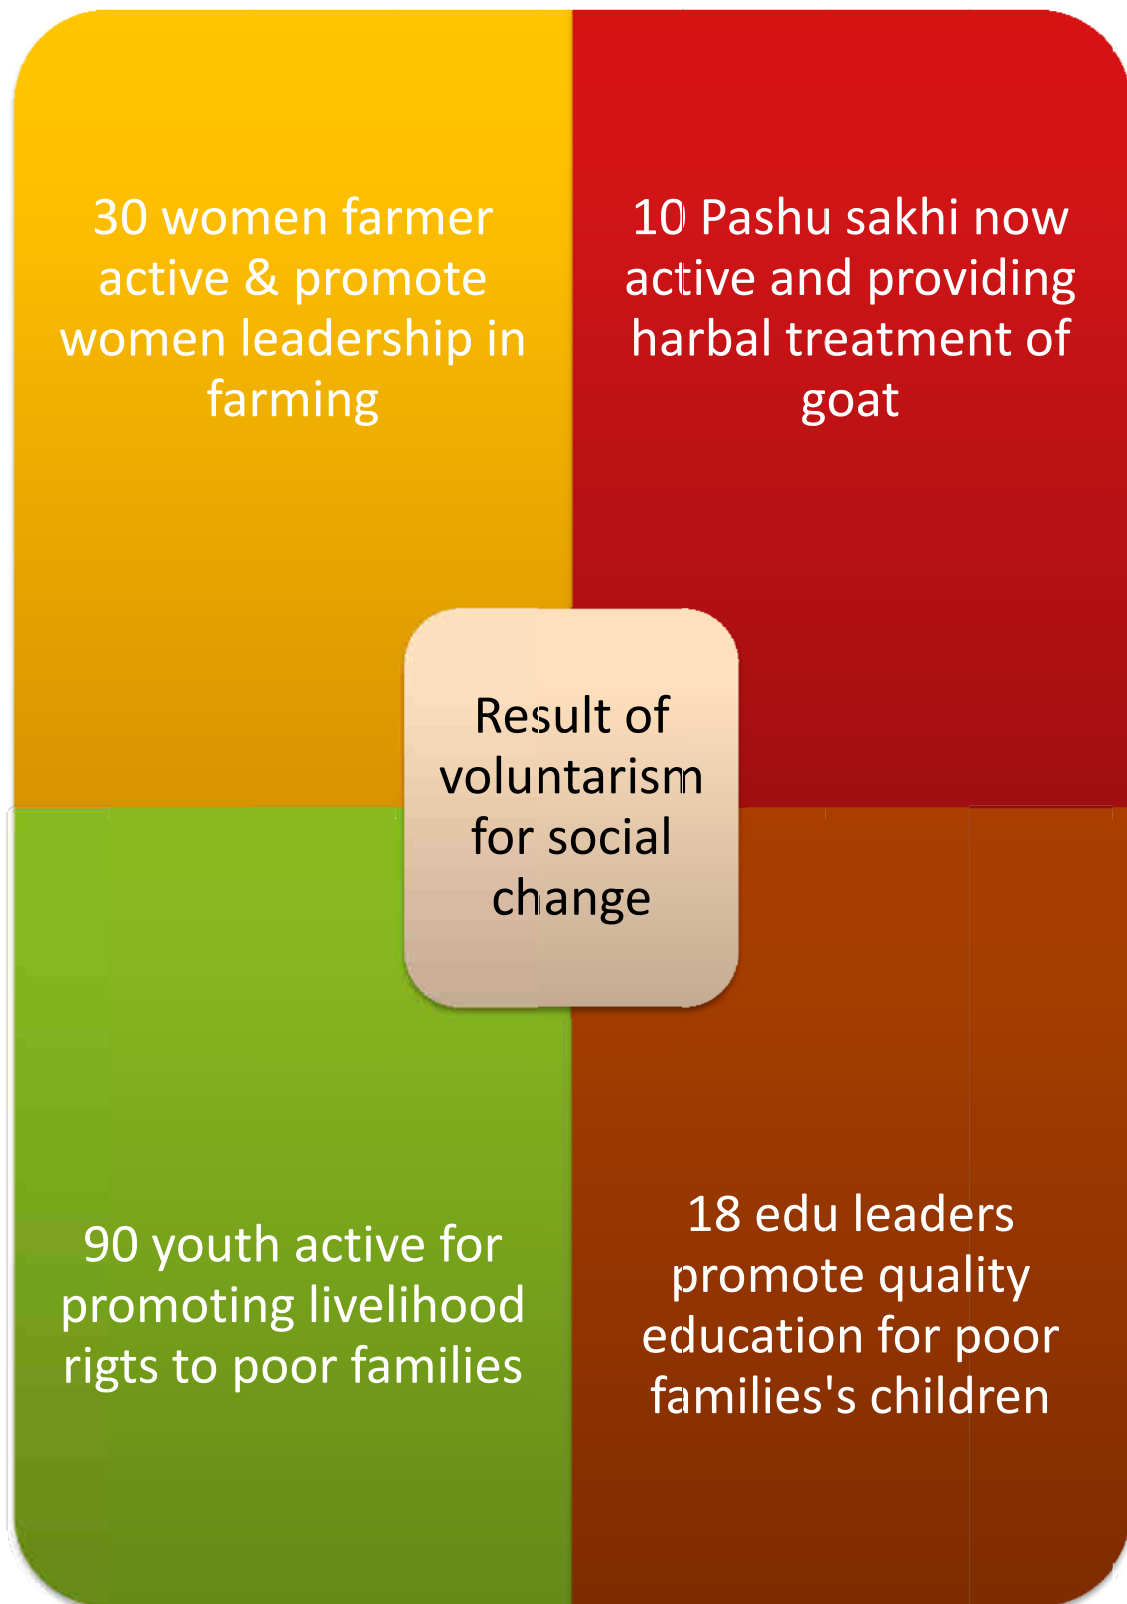 30 women farmer
active & promote
women leadership in
farming
10 Pashu sakhi now
active and providing
harbal treatment of
goat
Result of
voluntarism
for social
change
90 youth active for
promoting livelihood
rigts to poor families
18 edu leaders
promote quality
education for poor
families's children